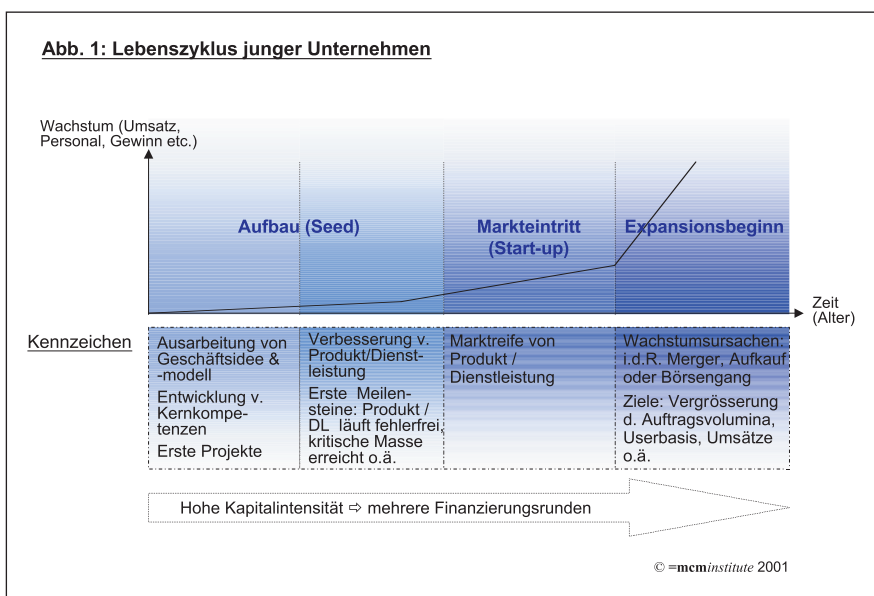 Abb. 1: Lebenszyklus junger Unternehmen
Wachstum (Umsatz,
Personal, Gewinn etc.)
Aufbau (Seed)
Markteintritt
(Start-up)
Expansionsbeginn
Zeit
(Alter)
Kennzeichen
Ausarbeitung von
Geschäftsidee &
-modell
Entwicklung v.
Kernkompe-
tenzen
Erste Projekte
Verbesserung v.
Produkt/Dienst-
leistung
Erste Meilen-
steine: Produkt /
DL läuft fehlerfrei,
kritische Masse
erreicht o.ä.
Marktreife von
Produkt /
Dienstleistung
Wachstumsursachen:
i.d.R. Merger, Aufkauf
oder Börsengang
Ziele: Vergrösserung
d. Auftragsvolumina,
Userbasis, Umsätze
o.ä.
Hohe Kapitalintensität ⇨ mehrere Finanzierungsrunden
© =mcminstitute 2001